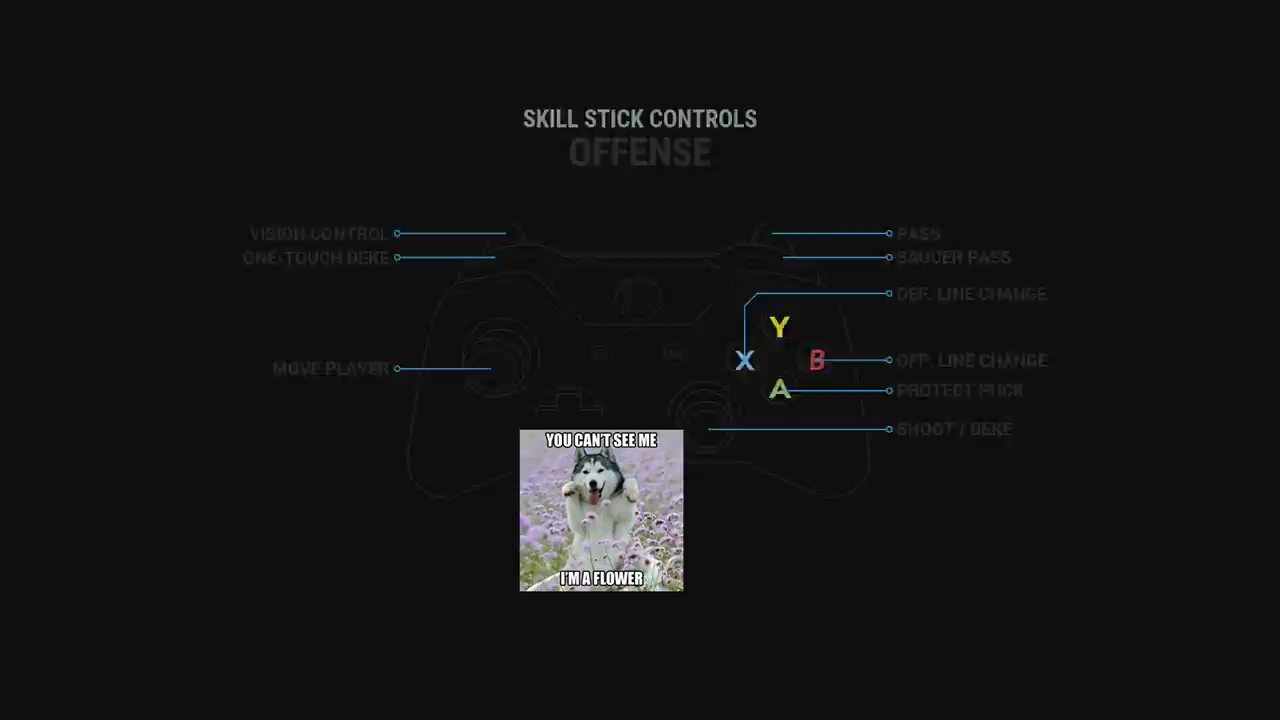 SKILL STICK CONTROLS
OFFENSE
VISION CONTROL
ONE-TOUCH DEKE
MOVE PLAYER
PASS
SAUCER PASS
DEF. LINE CHANGE
OFF. LINE CHANGE
PROTECT PUCK
SHOOT / DEKE
Y
X
B
A
YOU CAN'T SEE ME
I'M A FLOWER